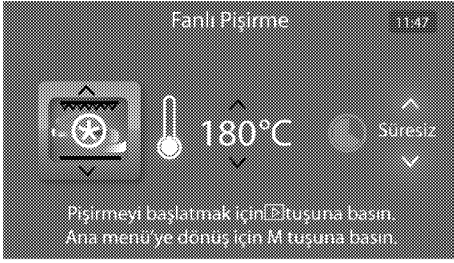 Fanlı Pişirme 11:47
180°C Süresiz
Pişirmeyi başlatmak için▷tuşuna basın.
Ana menü'ye dönüş için M tuşuna basın.